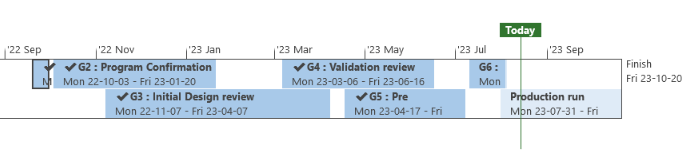 Today
'22 Sep '22 Nov '23 Jan '23 Mar '23 May '23 Jul '23 Sep
✔ ✔ G2 : Program Confirmation ✔ G4 : Validation review G6 : Finish
M Mon 22-10-03 - Fri 23-01-20 Mon 23-03-06 - Fri 23-06-16 Mon Fri 23-10-20
✔ G3 : Initial Design review ✔ G5 : Pre Production run
Mon 22-11-07 - Fri 23-04-07 Mon 23-04-17 - Fri Mon 23-07-31 - Fri